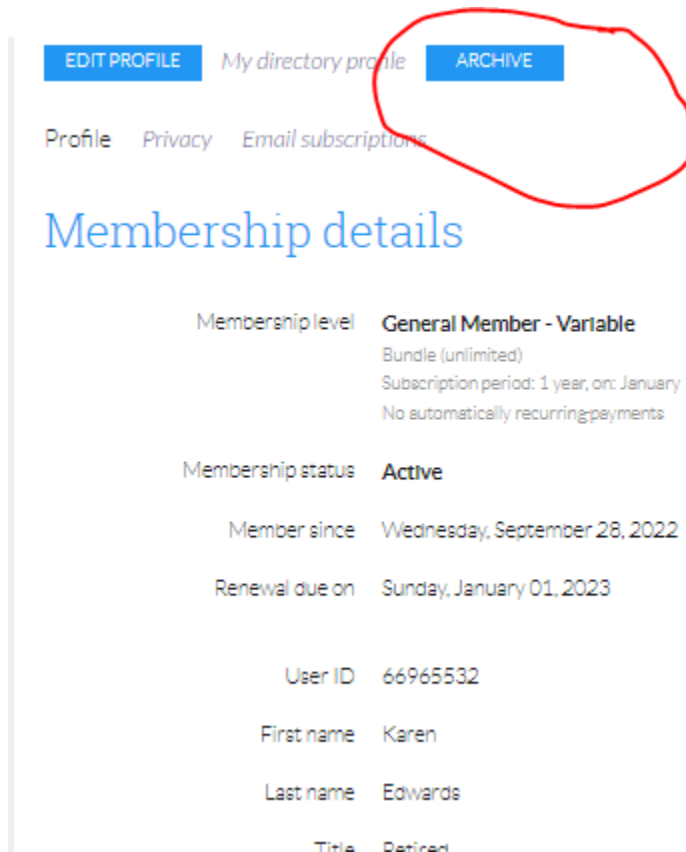 EDIT PROFILE My directory profile ARCHIVE
Profile Privacy Email subscriptions
Membership details
Membership level General Member - Variable
Bundle (unlimited)
Subscription period: 1 year, on: January
No automatically recurring payments
Membership status Active
Member since Wednesday, September 28, 2022
Renewal due on Sunday, January 01, 2023
User ID 66965532
First name Karen
Last name Edwards
Title Retired